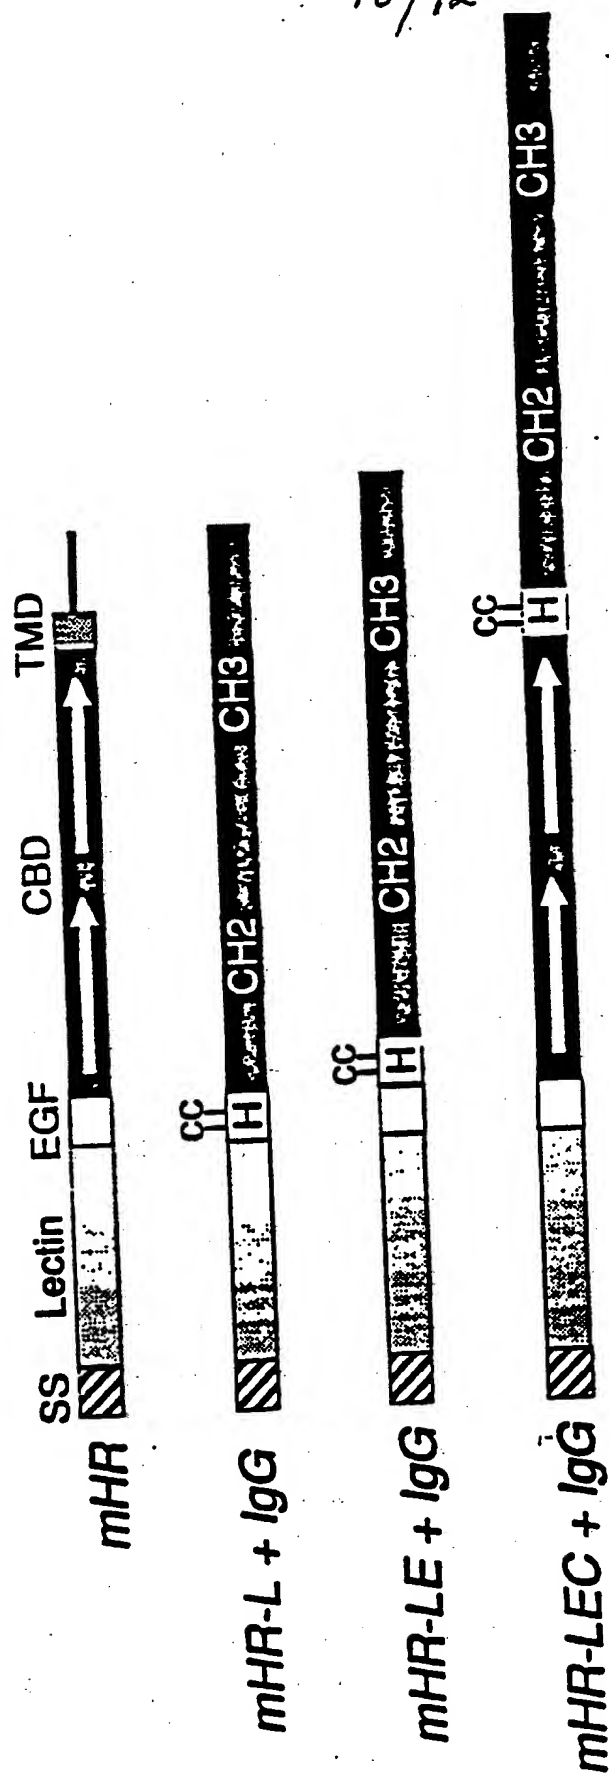 SS Lectin EGF CBD TMD
mHR
CC
mHR-L + IgG H CH2 CH3
CC
mHR-LE + IgG H CH2 CH3
CC
mHR-LEC + IgG H CH2 CH3